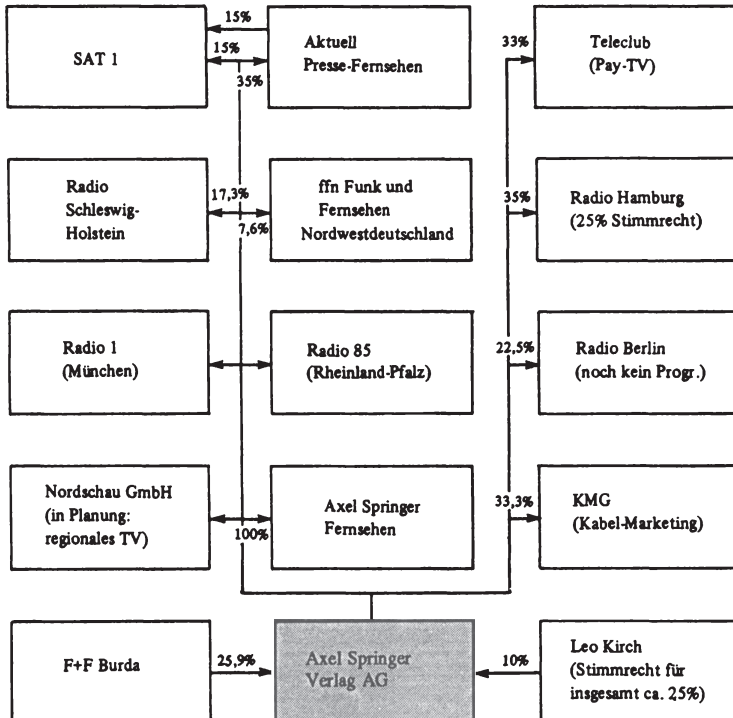 15%
SAT 1
15%
35%
Aktuell
Presse-Fernsehen
33%
Teleclub
(Pay-TV)
Radio
Schleswig-
Holstein
17,3%
7,6%
ffn Funk und
Fernsehen
Nordwestdeutschland
35%
Radio Hamburg
(25% Stimmrecht)
Radio 1
(München)
Radio 85
(Rheinland-Pfalz)
22,5%
Radio Berlin
(noch kein Progr.)
Nordschau GmbH
(in Planung:
regionales TV)
100%
Axel Springer
Fernsehen
33,3%
KMG
(Kabel-Marketing)
F+F Burda
25,9%
Axel Springer
Verlag AG
10%
Leo Kirch
(Stimmrecht für
insgesamt ca. 25%)